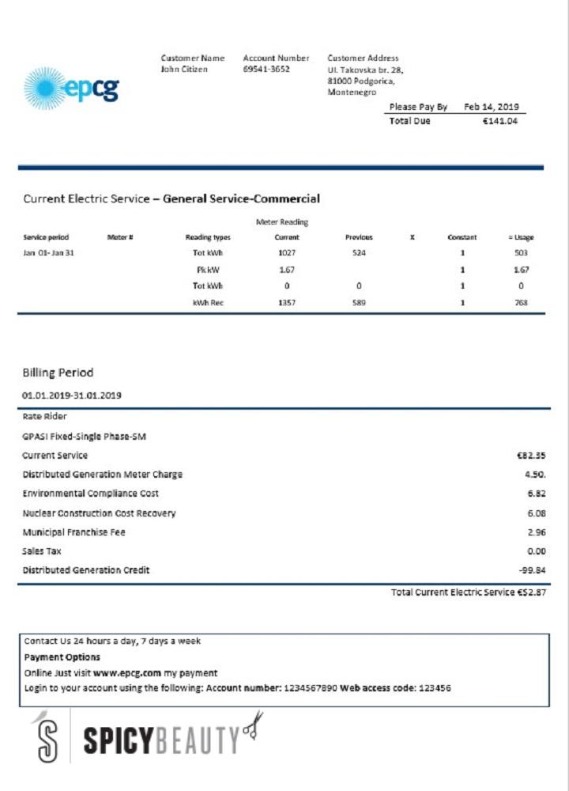 epcg
Customer Name Account Number Customer Address
John Citizen 69541-3652 Ul. Takovska br. 28,
81000 Podgorica,
Montenegro
Please Pay By Feb 14, 2019
Total Due €141.04
Current Electric Service – General Service-Commercial
Meter Reading
Service period Meter # Reading types Current Previous X Constant = Usage
Jan 01- Jan 31 Tot kWh 1027 524 1 503
Pk kW 1.67 1 1.67
Tot kWh 0 0 1 0
kWh Rec 1357 589 1 768
Billing Period
01.01.2019-31.01.2019
Rate Rider
GPASI Fixed-Single Phase-SM
Current Service €82.35
Distributed Generation Meter Charge 4.50.
Environmental Compliance Cost 6.82
Nuclear Construction Cost Recovery 6.08
Municipal Franchise Fee 2.96
Sales Tax 0.00
Distributed Generation Credit -99.84
Total Current Electric Service €52.87
Contact Us 24 hours a day, 7 days a week
Payment Options
Online Just visit www.epcg.com my payment
Login to your account using the following: Account number: 1234567890 Web access code: 123456
S SPICYBEAUTY